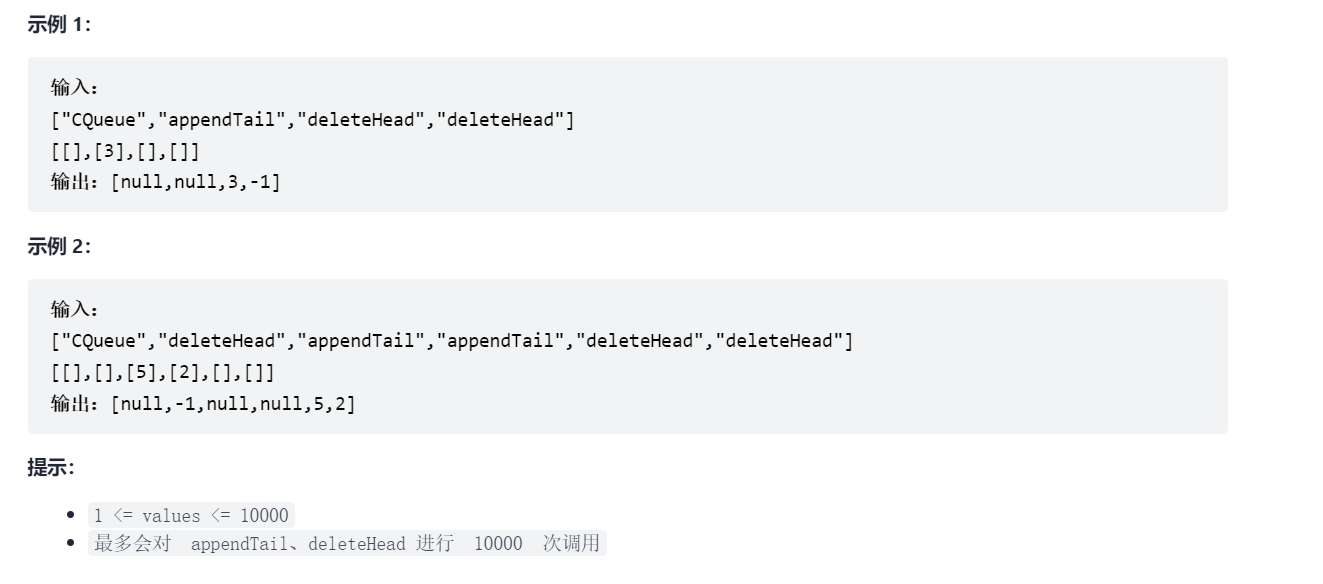 示例 1：
输入：
["CQueue","appendTail","deleteHead","deleteHead"]
[[],[3],[],[]]
输出：[null,null,3,-1]
示例 2：
输入：
["CQueue","deleteHead","appendTail","appendTail","deleteHead","deleteHead"]
[[],[],[5],[2],[],[]]
输出：[null,-1,null,null,5,2]
提示：
1 <= values <= 10000
最多会对 appendTail、deleteHead 进行 10000 次调用